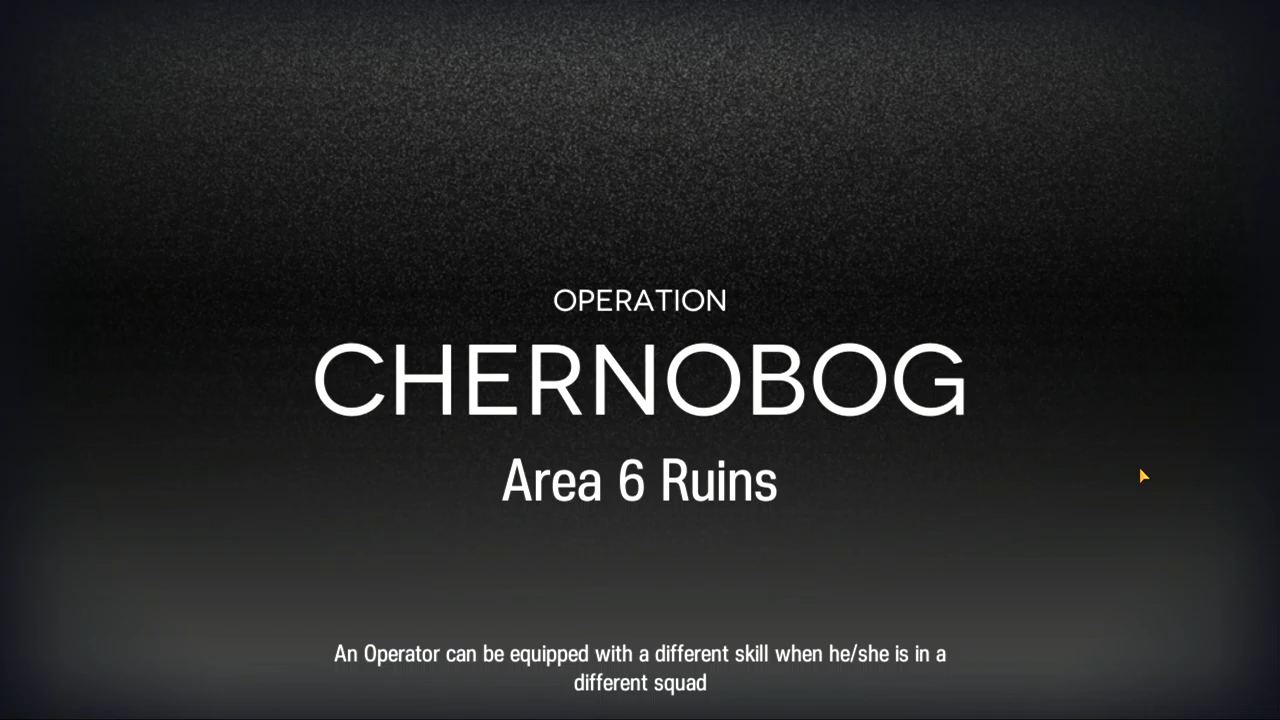 OPERATION
CHERNOBOG
Area 6 Ruins
An Operator can be equipped with a different skill when he/she is in a
different squad